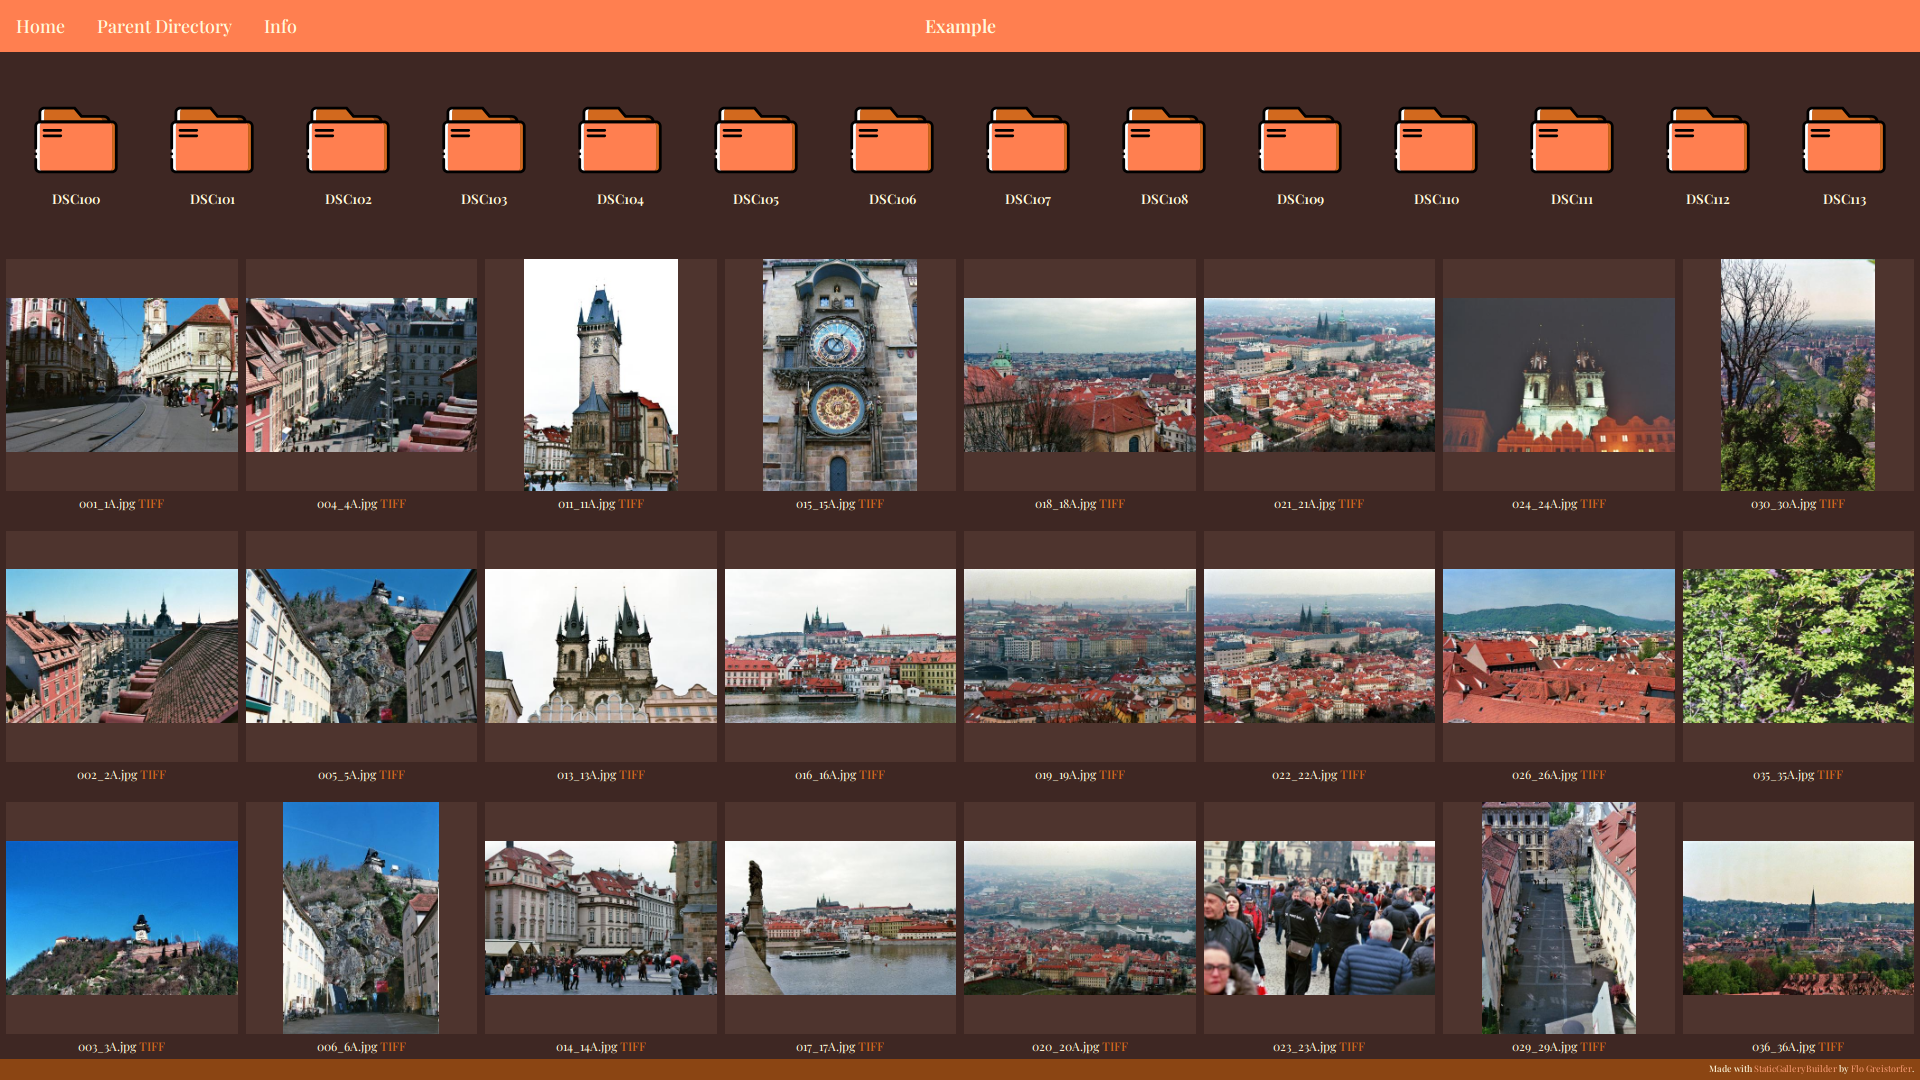 Home Parent Directory Info Example
DSC100 DSC101 DSC102 DSC103 DSC104 DSC105 DSC106 DSC107 DSC108 DSC109 DSC110 DSC111 DSC112 DSC113
001_1A.jpg TIFF 004_4A.jpg TIFF 011_11A.jpg TIFF 015_15A.jpg TIFF 018_18A.jpg TIFF 021_21A.jpg TIFF 024_24A.jpg TIFF 030_30A.jpg TIFF
002_2A.jpg TIFF 005_5A.jpg TIFF 013_13A.jpg TIFF 016_16A.jpg TIFF 019_19A.jpg TIFF 022_22A.jpg TIFF 026_26A.jpg TIFF 035_35A.jpg TIFF
003_3A.jpg TIFF 006_6A.jpg TIFF 014_14A.jpg TIFF 017_17A.jpg TIFF 020_20A.jpg TIFF 023_23A.jpg TIFF 029_29A.jpg TIFF 036_36A.jpg TIFF
Made with StaticGalleryBuilder by Flo Greistorfer.